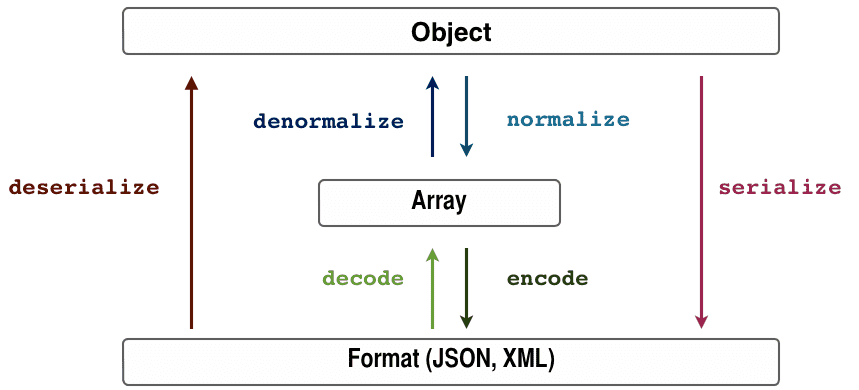 Object
denormalize
normalize
deserialize
Array
serialize
decode
encode
Format (JSON, XML)